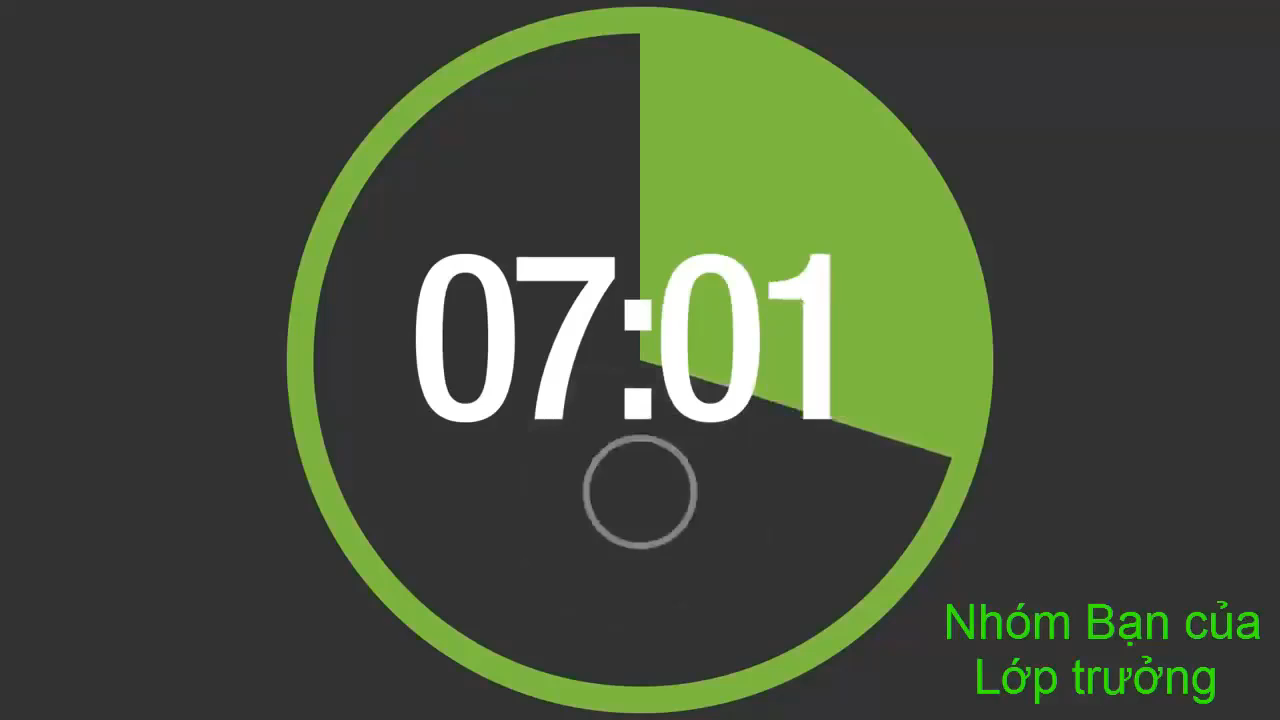 07:01
Nhóm Bạn của
Lớp trưởng